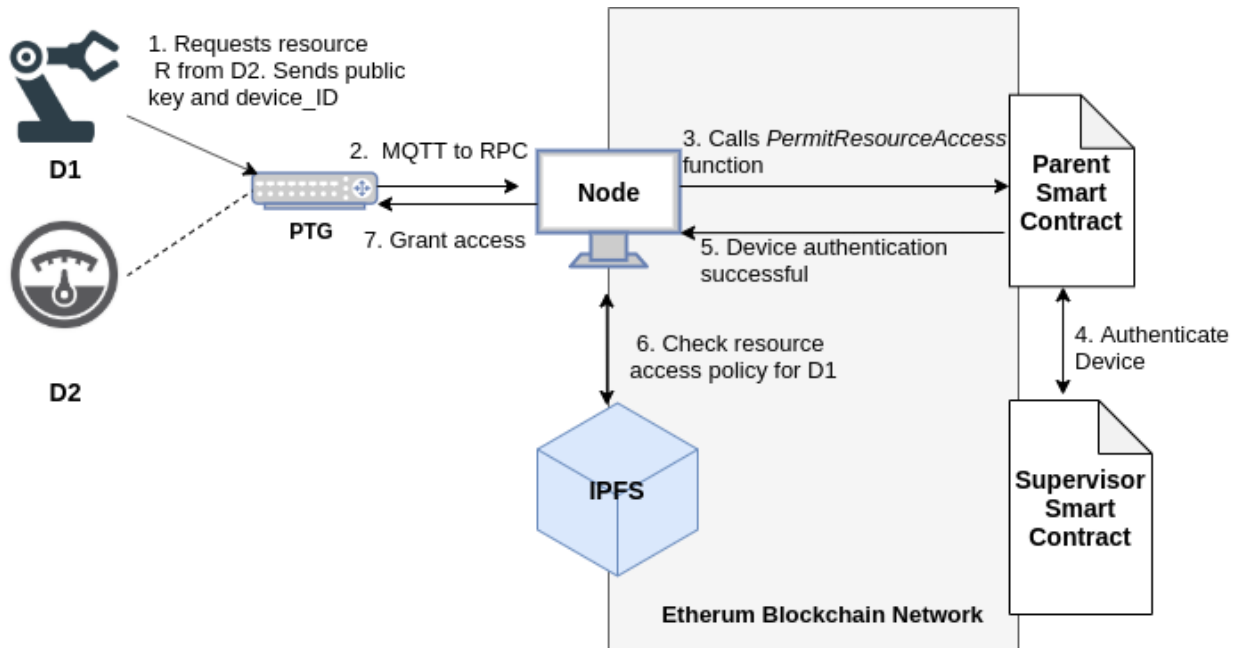 1. Requests resource
R from D2. Sends public
key and device_ID
D1
D2
PTG
2. MQTT to RPC
7. Grant access
Node
3. Calls PermitResourceAccess
function
5. Device authentication
successful
Parent
Smart
Contract
4. Authenticate
Device
6. Check resource
access policy for D1
IPFS
Supervisor
Smart
Contract
Etherum Blockchain Network